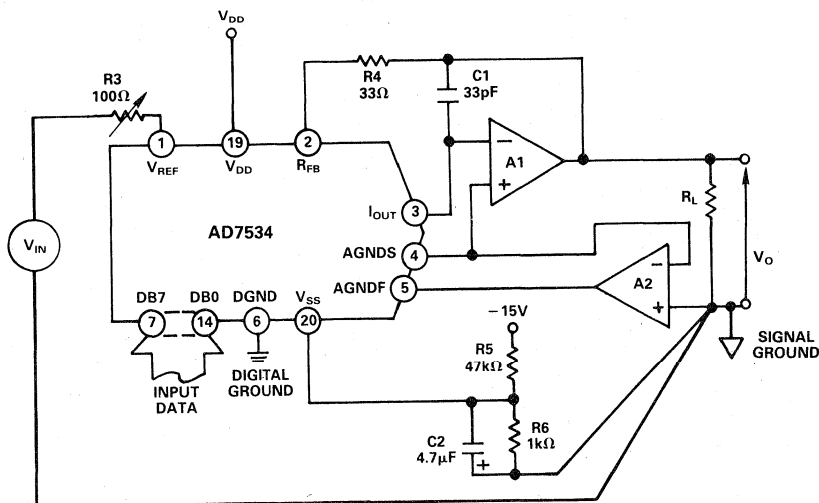 VDD
R3
100Ω
R4
33Ω
C1
33pF
1
19
2
VREF
VDD
RFB
A1
IOUT
3
RL
AD7534
AGNDS
4
VIN
AGNDF
5
A2
VO
DB7
DB0
DGND
VSS
7
14
6
20
−15V
SIGNAL
GROUND
DIGITAL
GROUND
R5
47kΩ
INPUT
DATA
R6
1kΩ
C2
4.7μF